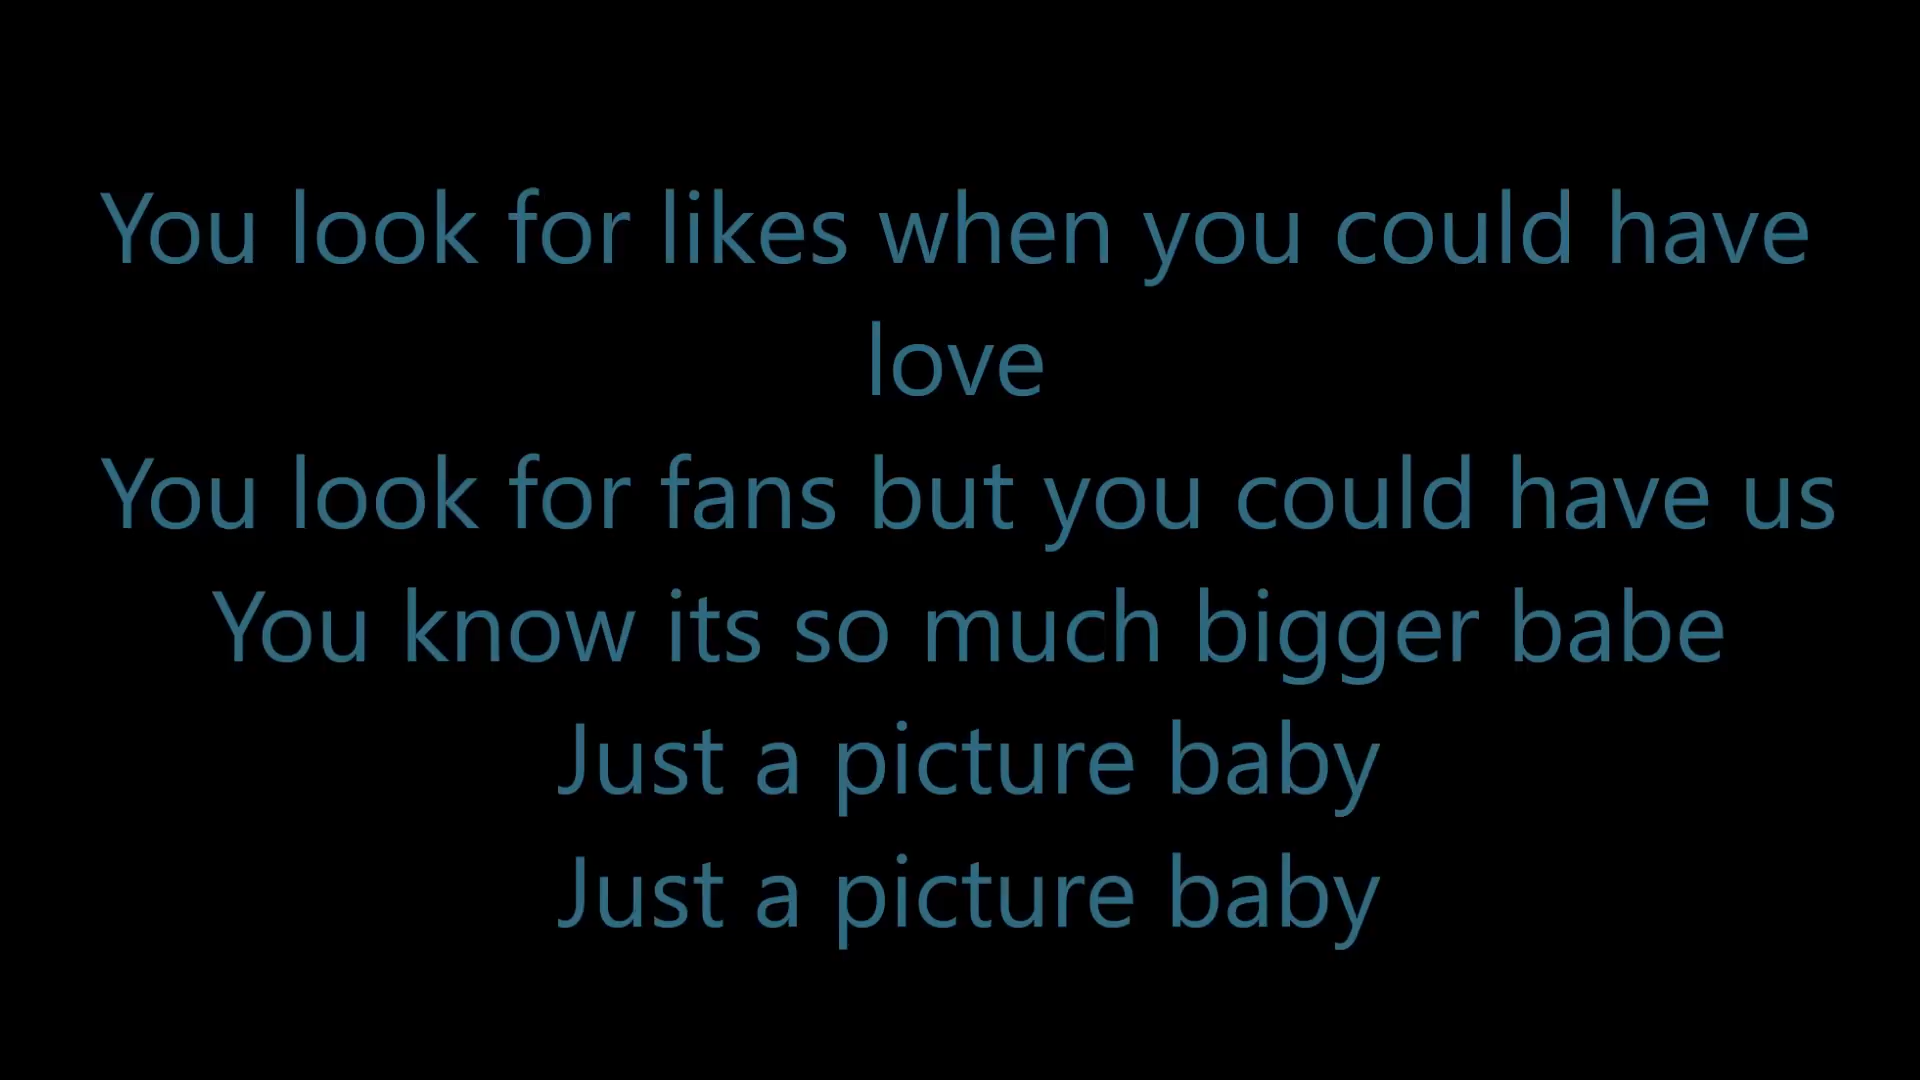 You look for likes when you could have
love
You look for fans but you could have us
You know its so much bigger babe
Just a picture baby
Just a picture baby